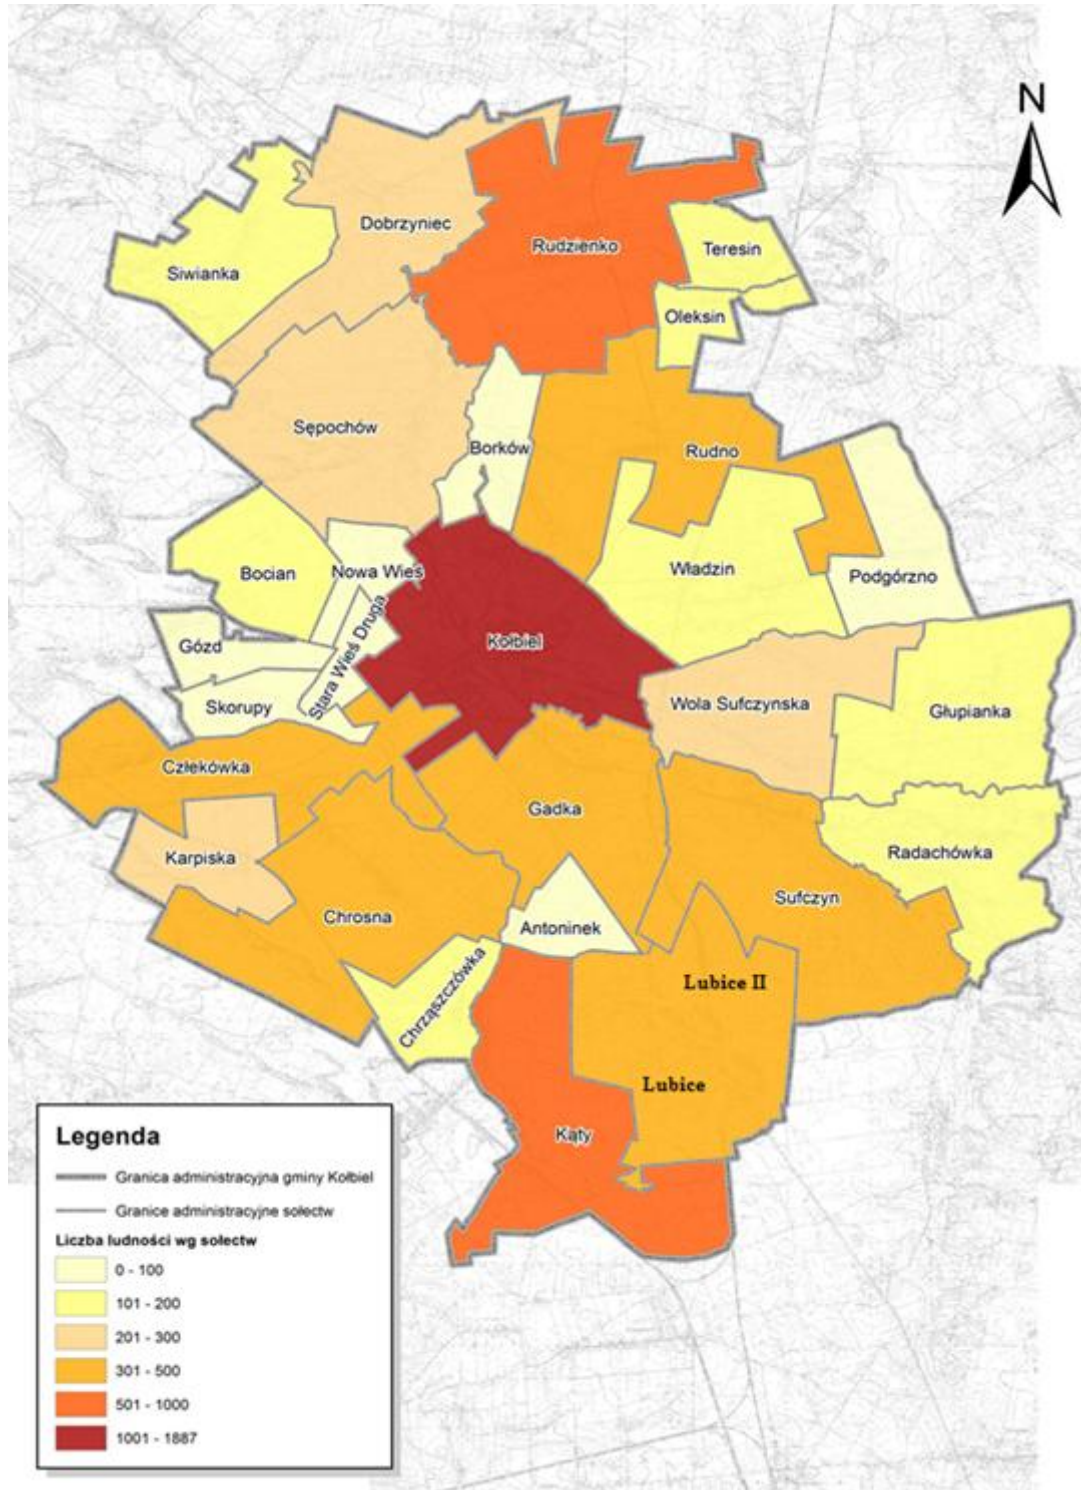 N
Dobrzyniec
Rudzienko
Teresin
Siwianka
Oleksin
Sępochów
Borków
Rudno
Bocian
Nowa Wieś
Władzin
Podgórzno
Gózd
Stara Wieś Druga
Kołbiel
Skorupy
Wola Sufczynska
Głupianka
Człekówka
Gadka
Karpiska
Radachówka
Chrosna
Sufczyn
Antoninek
Chrząszczówka
Lubice II
Lubice
Kąty
Legenda
Granica administracyjna gminy Kołbiel
Granice administracyjne sołectw
Liczba ludności wg sołectw
0 - 100
101 - 200
201 - 300
301 - 500
501 - 1000
1001 - 1887